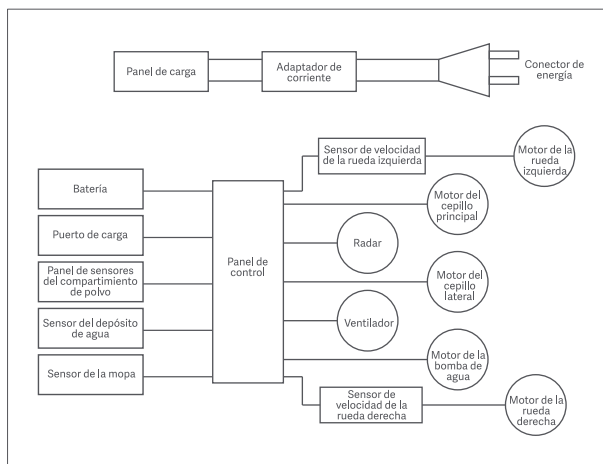 Panel de carga
Adaptador de
corriente
Conector de
energía
Sensor de velocidad
de la rueda izquierda
Motor de la
rueda
izquierda
Batería
Motor del
cepillo
principal
Puerto de carga
Radar
Panel de
control
Panel de sensores
del compartimiento
de polvo
Motor del
cepillo
lateral
Sensor del depósito
de agua
Ventilador
Motor de la
bomba de
agua
Sensor de la mopa
Sensor de
velocidad de la
rueda derecha
Motor de la
rueda
derecha